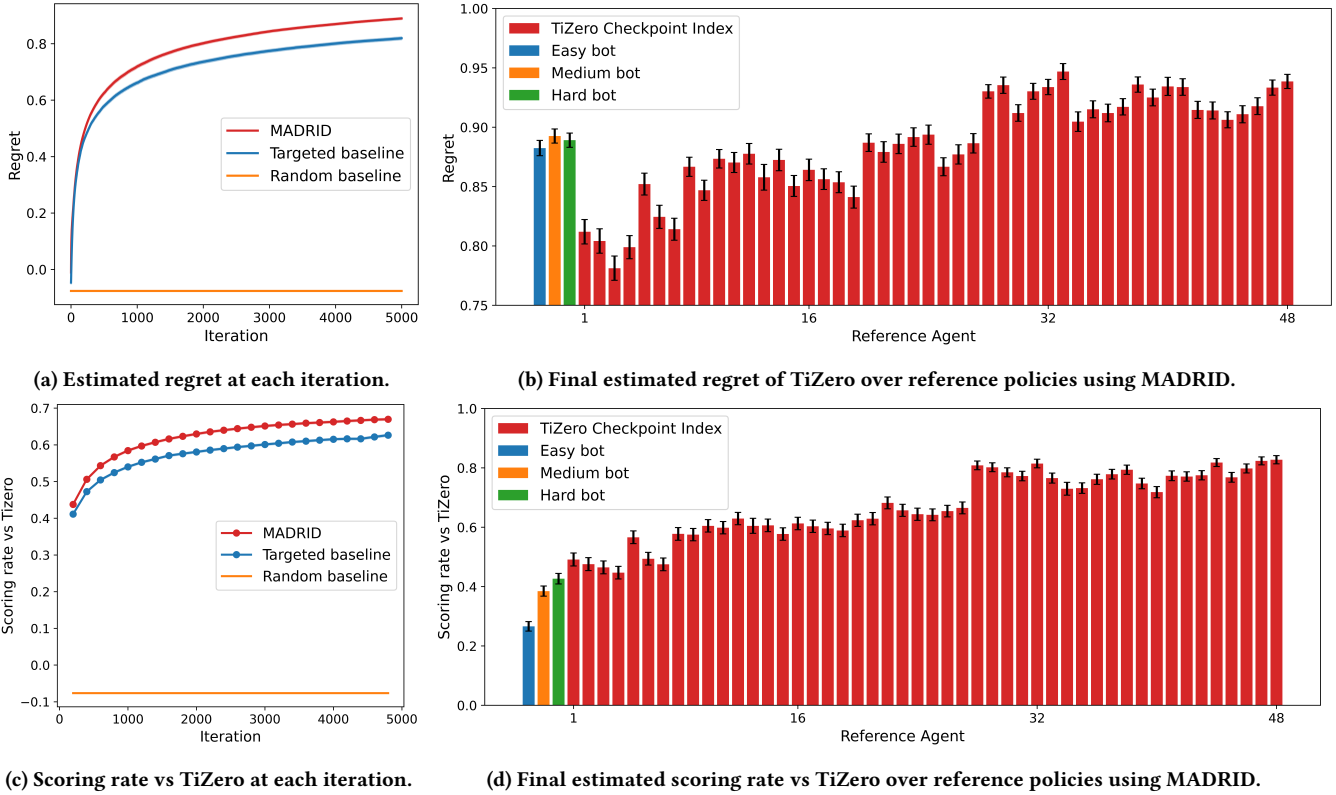 0.8
0.6
0.4
0.2
0.0
Regret
MADRID
Targeted baseline
Random baseline
0
1000
2000
3000
4000
5000
Iteration
(a) Estimated regret at each iteration.
1.00
0.95
0.90
0.85
0.80
0.75
Regret
TiZero Checkpoint Index
Easy bot
Medium bot
Hard bot
1
16
32
48
Reference Agent
(b) Final estimated regret of TiZero over reference policies using MADRID.
0.7
0.6
0.5
0.4
0.3
0.2
0.1
0.0
−0.1
Scoring rate vs Tizero
MADRID
Targeted baseline
Random baseline
0
1000
2000
3000
4000
5000
Iteration
(c) Scoring rate vs TiZero at each iteration.
1.0
0.8
0.6
0.4
0.2
0.0
Scoring rate vs TiZero
TiZero Checkpoint Index
Easy bot
Medium bot
Hard bot
1
16
32
48
Reference Agent
(d) Final estimated scoring rate vs TiZero over reference policies using MADRID.